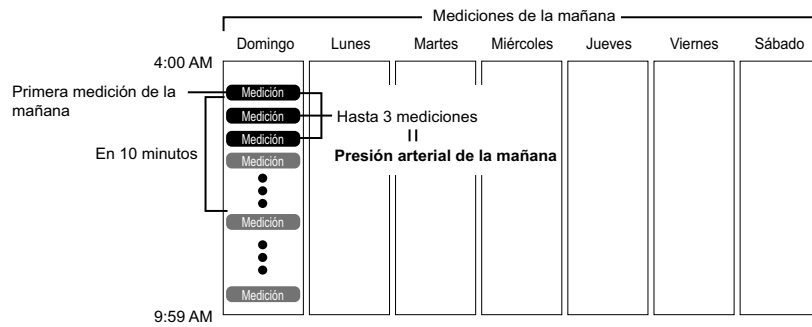 Mediciones de la mañana
Domingo Lunes Martes Miércoles Jueves Viernes Sábado
4:00 AM
Primera medición de la
mañana
Medición
Medición
Hasta 3 mediciones
Medición
En 10 minutos
Presión arterial de la mañana
Medición
Medición
Medición
9:59 AM